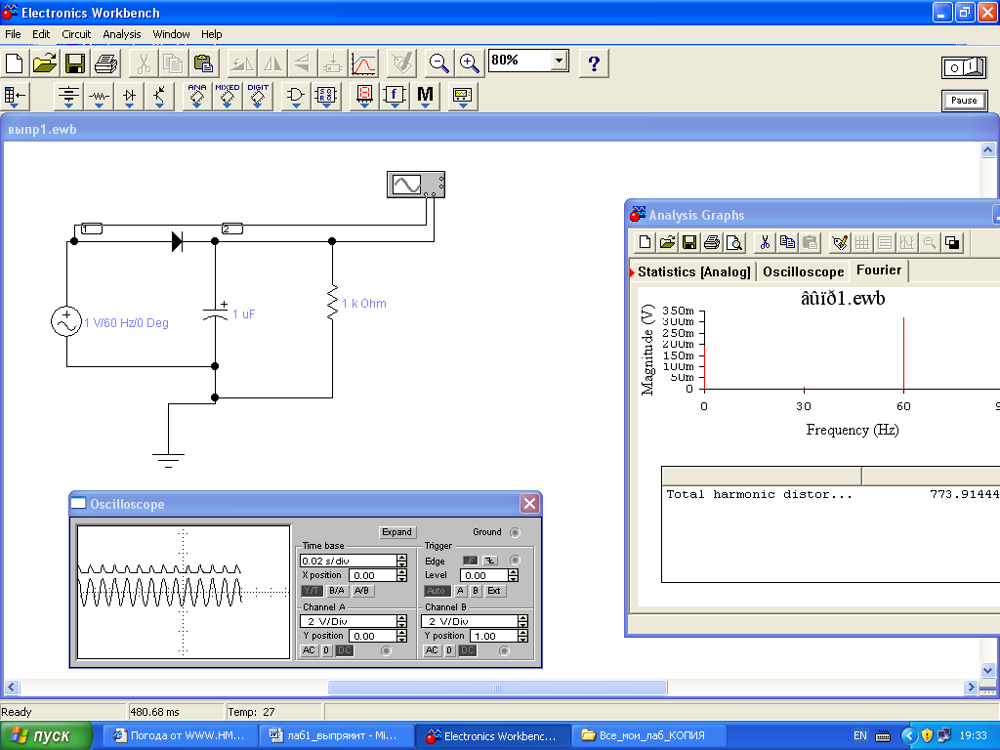 Electronics Workbench
File Edit Circuit Analysis Window Help
80%
?
Pause
ANA MIXED DIGIT
f M
выпр1.ewb
1
2
1 V/60 Hz/0 Deg
+
1 uF
1 k Ohm
Analysis Graphs
Statistics [Analog] Oscilloscope Fourier
âûïð1.ewb
Magnitude (V)
350m
300m
250m
200m
150m
100m
50m
0
0 30 60 9
Frequency (Hz)
Total harmonic distor... 773.91444
Oscilloscope
Expand Ground
Time base Trigger
0.02 s/div Edge
X position 0.00 Level 0.00
Y/T B/A A/B Auto A B Ext
Channel A Channel B
2 V/Div 2 V/Div
Y position 0.00 Y position 1.00
AC 0 DC AC 0 DC
Ready 480.68 ms Temp: 27
пуск Погода от WWW.HM... лаб1_выпрямит - Mi... Electronics Workbenc... Все_мои_лаб_КОПИЯ EN 19:33